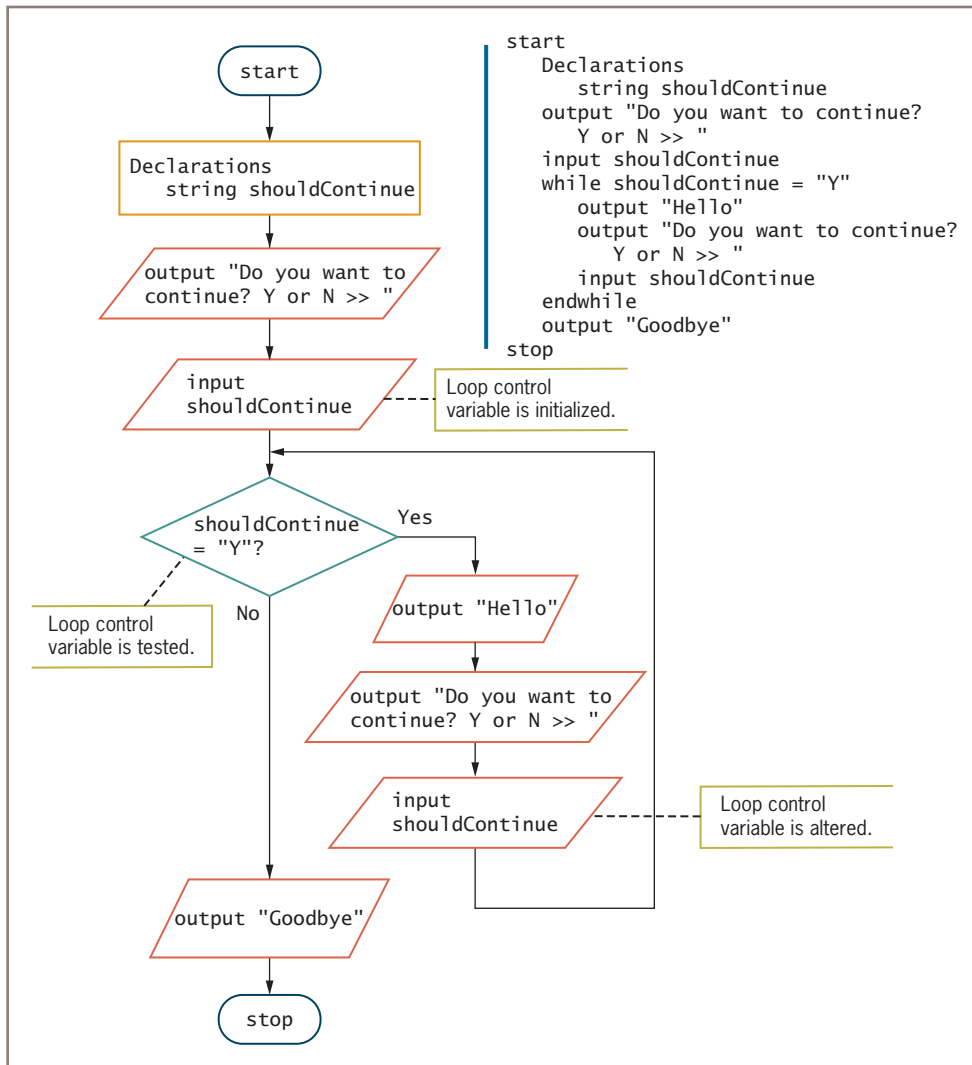 start
Declarations
string shouldContinue
output "Do you want to
continue? Y or N >> "
input
shouldContinue
Loop control
variable is initialized.
shouldContinue
= "Y"?
Yes
No
Loop control
variable is tested.
output "Hello"
output "Do you want to
continue? Y or N >> "
input
shouldContinue
Loop control
variable is altered.
output "Goodbye"
stop
start
Declarations
string shouldContinue
output "Do you want to continue?
Y or N >> "
input shouldContinue
while shouldContinue = "Y"
output "Hello"
output "Do you want to continue?
Y or N >> "
input shouldContinue
endwhile
output "Goodbye"
stop